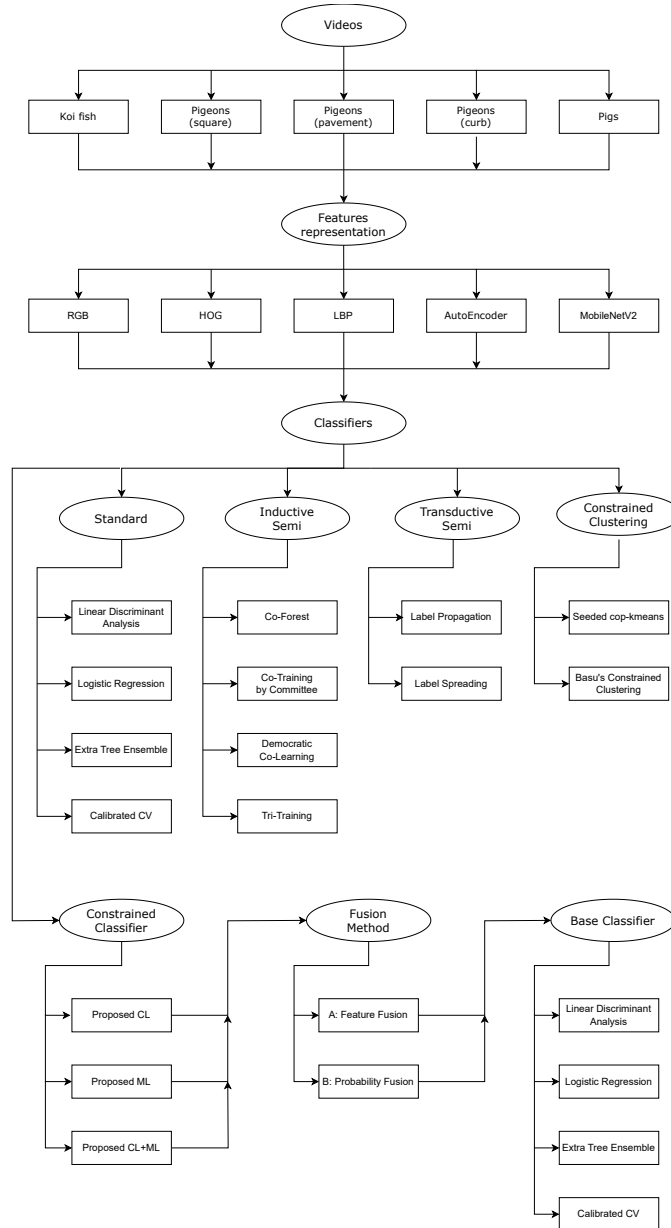 Videos
Koi fish
Pigeons
(square)
Pigeons
(pavement)
Pigeons
(curb)
Pigs
Features
representation
RGB
HOG
LBP
AutoEncoder
MobileNetV2
Classifiers
Standard
Inductive
Semi
Transductive
Semi
Constrained
Clustering
Linear Discriminant
Analysis
Logistic Regression
Extra Tree Ensemble
Calibrated CV
Co-Forest
Co-Training
by Committee
Democratic
Co-Learning
Tri-Training
Label Propagation
Label Spreading
Seeded cop-kmeans
Basu's Constrained
Clustering
Constrained
Classifier
Fusion
Method
Base Classifier
Proposed CL
Proposed ML
Proposed CL+ML
A: Feature Fusion
B: Probability Fusion
Linear Discriminant
Analysis
Logistic Regression
Extra Tree Ensemble
Calibrated CV